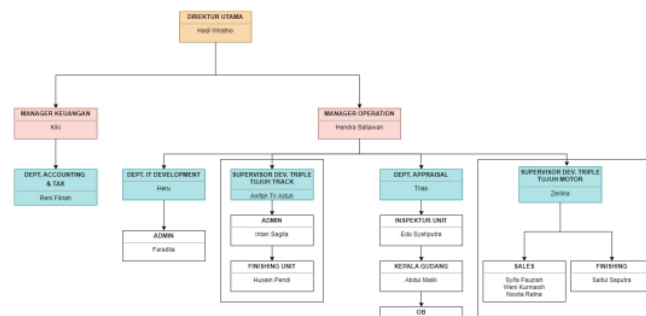 DIREKTUR UTAMA
Hadi Wiratno
MANAGER KEUANGAN
Kiki
MANAGER OPERATION
Hendra Setiawan
DEPT. ACCOUNTING
& TAX
Reni Fitriah
DEPT. IT DEVELOPMENT
Heru
SUPERVISOR DEV. TRIPLE
TUJUH TRACK
Anifah Tri Astuti
DEPT. APPRAISAL
Trias
SUPERVISOR DEV. TRIPLE
TUJUH MOTOR
Zerlina
ADMIN
Faradila
ADMIN
Intan Sagita
INSPEKTUR UNIT
Edo Syahputra
FINISHING UNIT
Husein Pendi
KEPALA GUDANG
Abdul Malik
SALES
Syifa Fauziah
Weni Kurniasih
Novita Ratna
FINISHING
Saiful Saputra
OB